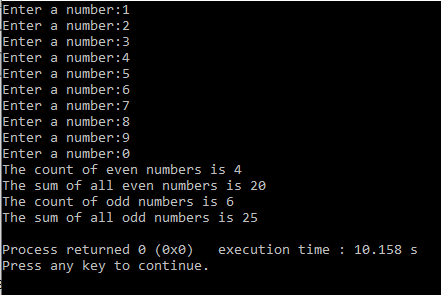 Enter a number:1
Enter a number:2
Enter a number:3
Enter a number:4
Enter a number:5
Enter a number:6
Enter a number:7
Enter a number:8
Enter a number:9
Enter a number:0
The count of even numbers is 4
The sum of all even numbers is 20
The count of odd numbers is 6
The sum of all odd numbers is 25
Process returned 0 (0x0)   execution time : 10.158 s
Press any key to continue.